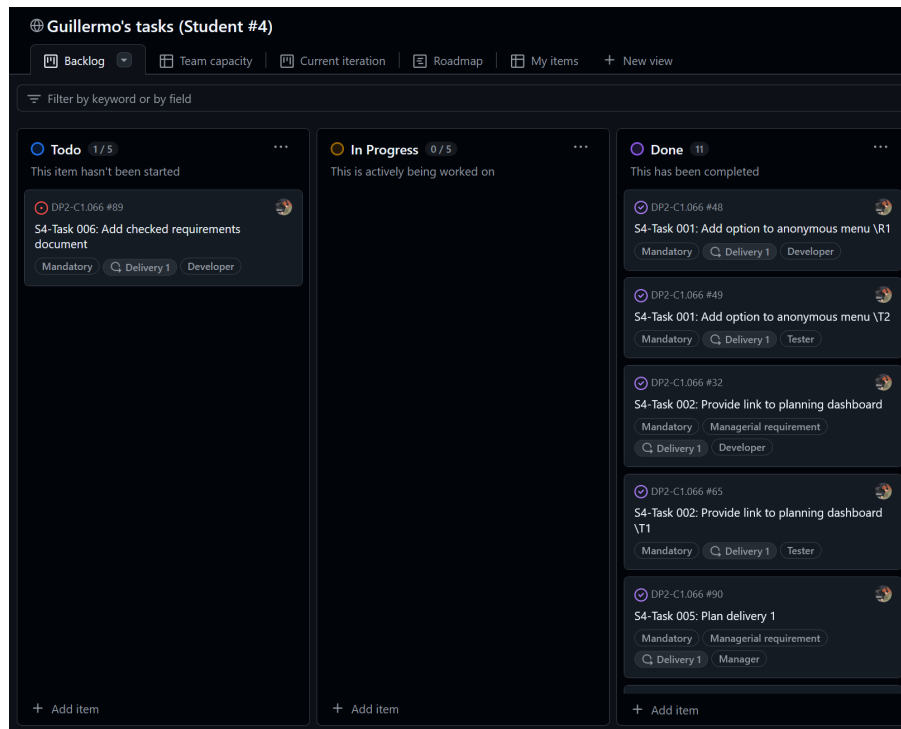 Guillermo's tasks (Student #4)
Backlog
Team capacity
Current iteration
Roadmap
My items
+ New view
Filter by keyword or by field
Todo 1 / 5 ...
This item hasn't been started
DP2-C1.066 #89
S4-Task 006: Add checked requirements
document
Mandatory Delivery 1 Developer
+ Add item
In Progress 0 / 5 ...
This is actively being worked on
+ Add item
Done 11 ...
This has been completed
DP2-C1.066 #48
S4-Task 001: Add option to anonymous menu \R1
Mandatory Delivery 1 Developer
DP2-C1.066 #49
S4-Task 001: Add option to anonymous menu \T2
Mandatory Delivery 1 Tester
DP2-C1.066 #32
S4-Task 002: Provide link to planning dashboard
Mandatory Managerial requirement
Delivery 1 Developer
DP2-C1.066 #65
S4-Task 002: Provide link to planning dashboard
\T1
Mandatory Delivery 1 Tester
DP2-C1.066 #90
S4-Task 005: Plan delivery 1
Mandatory Managerial requirement
Delivery 1 Manager
+ Add item